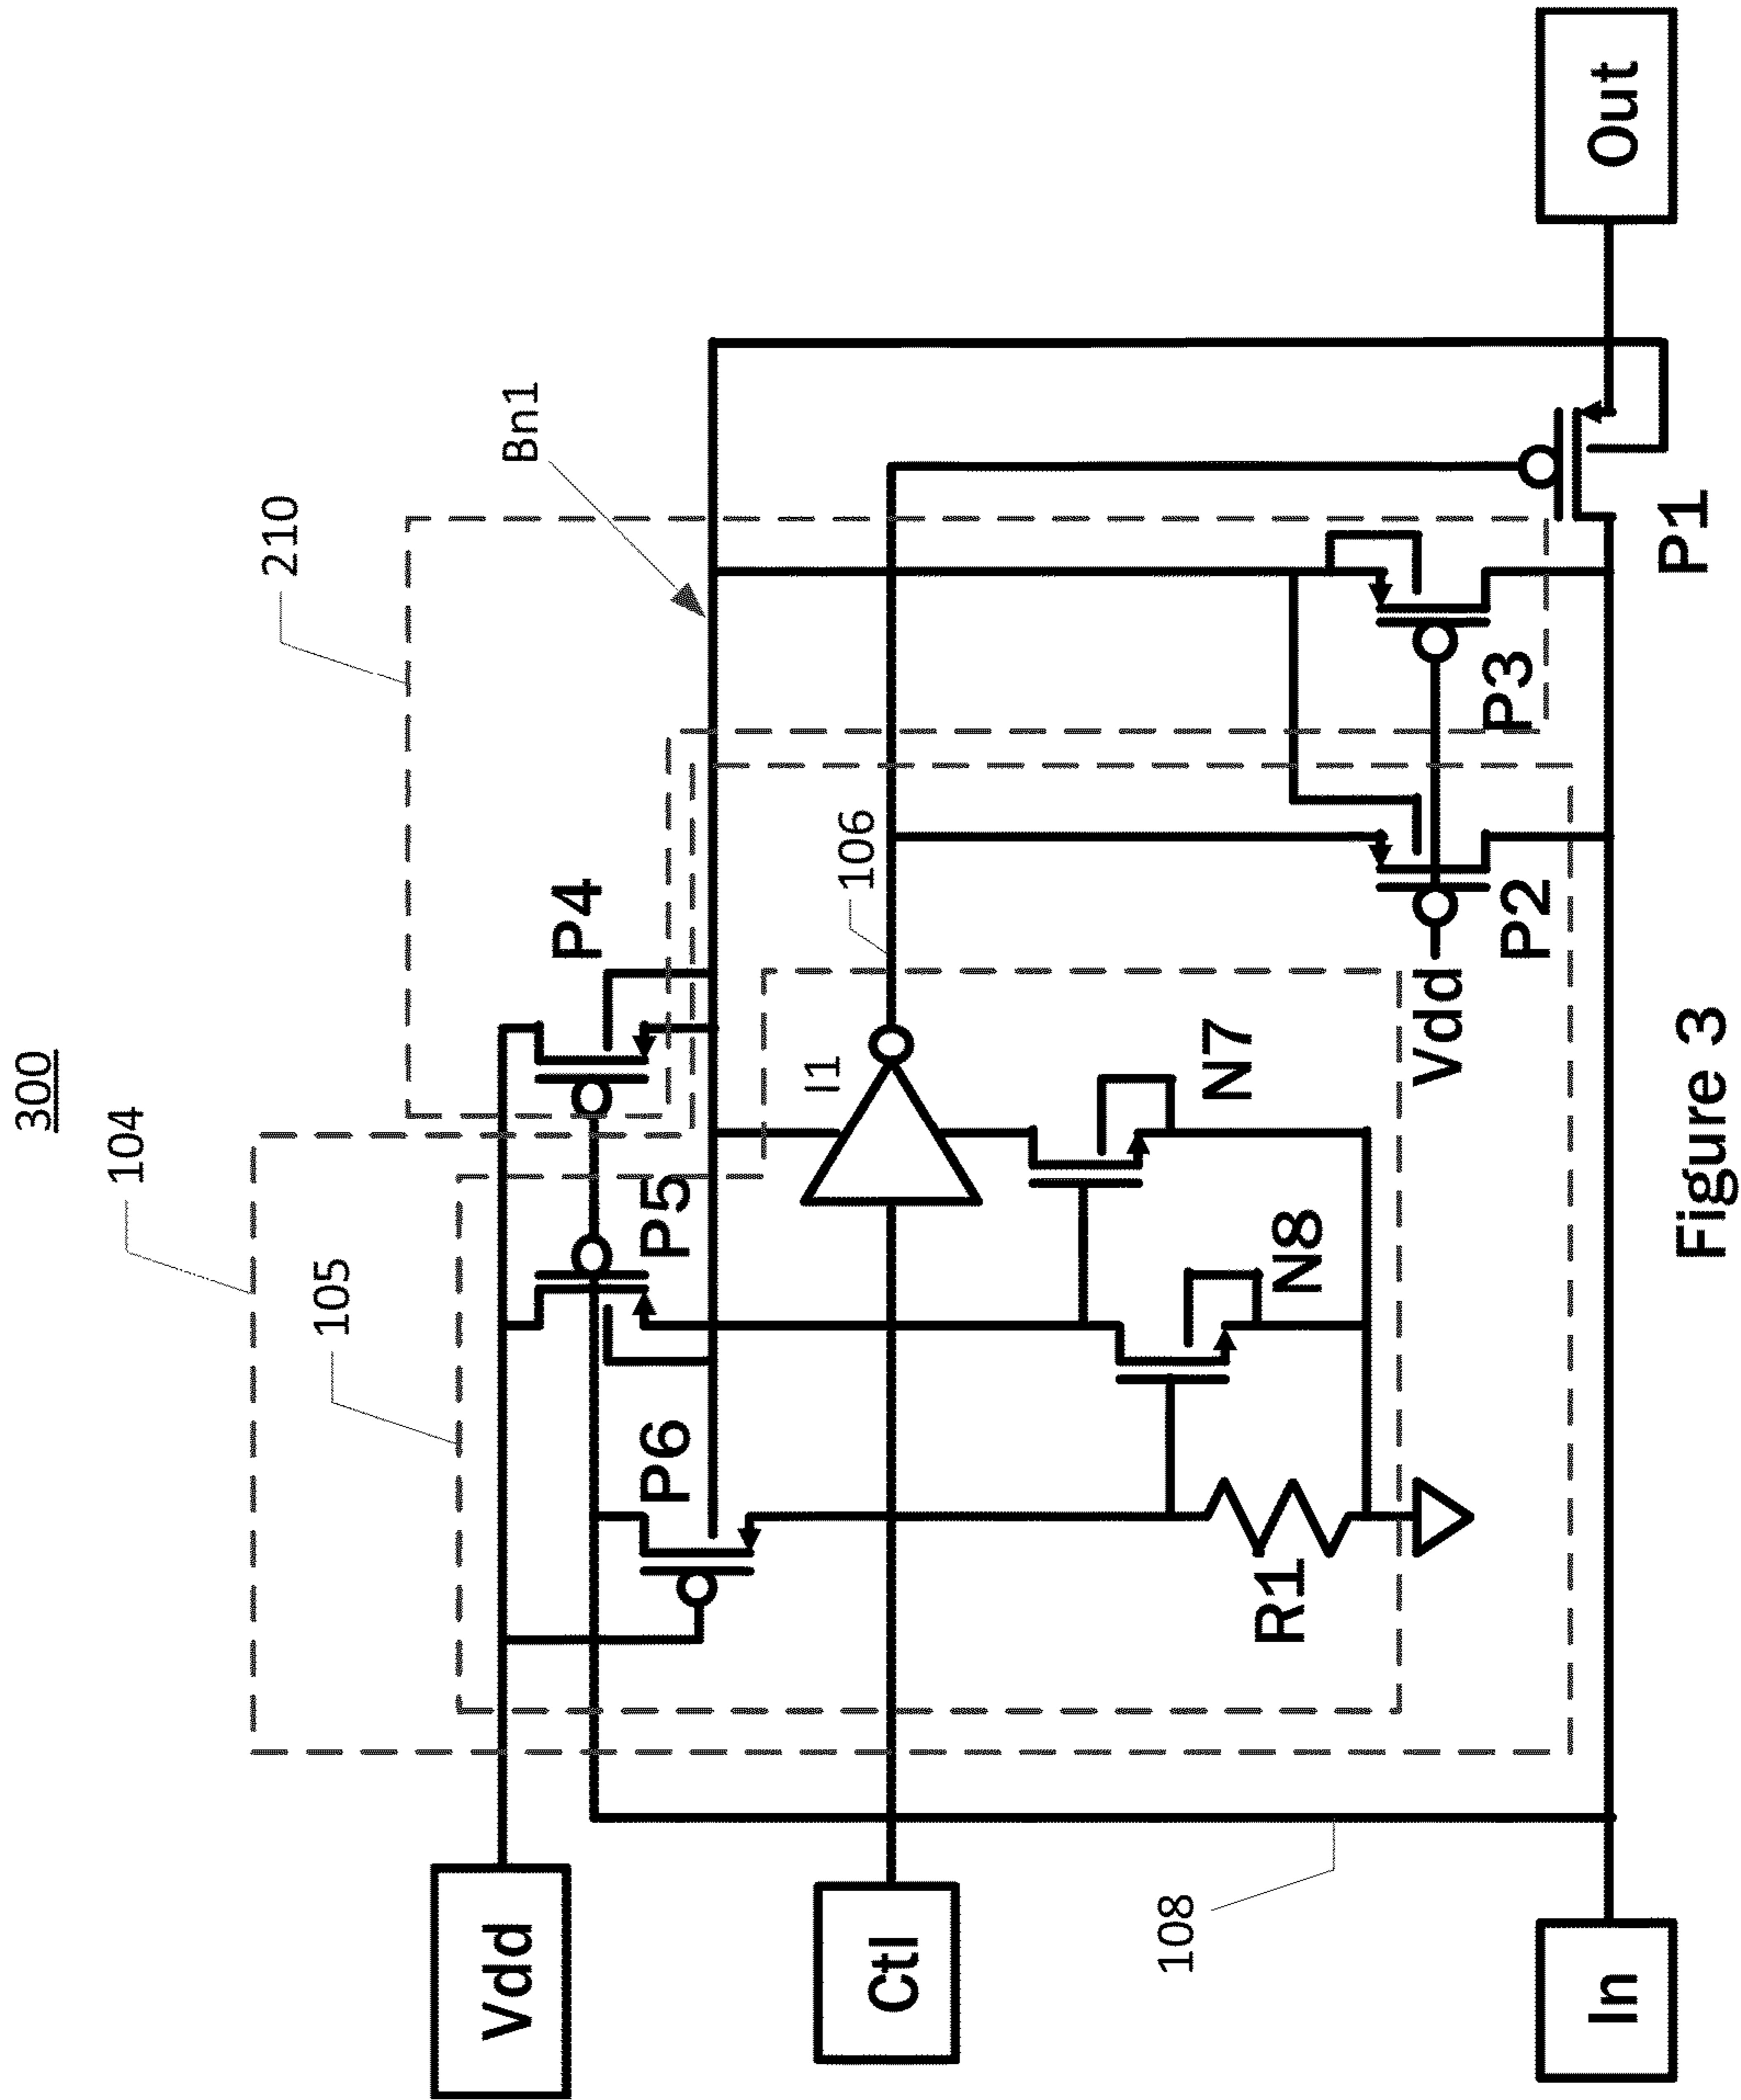 300
104
105
210
Bn1
Vdd
P6
P5
P4
I1
106
Ctl
N8
N7
R1
Vdd
P2
P3
108
In
P1
Out
Figure 3